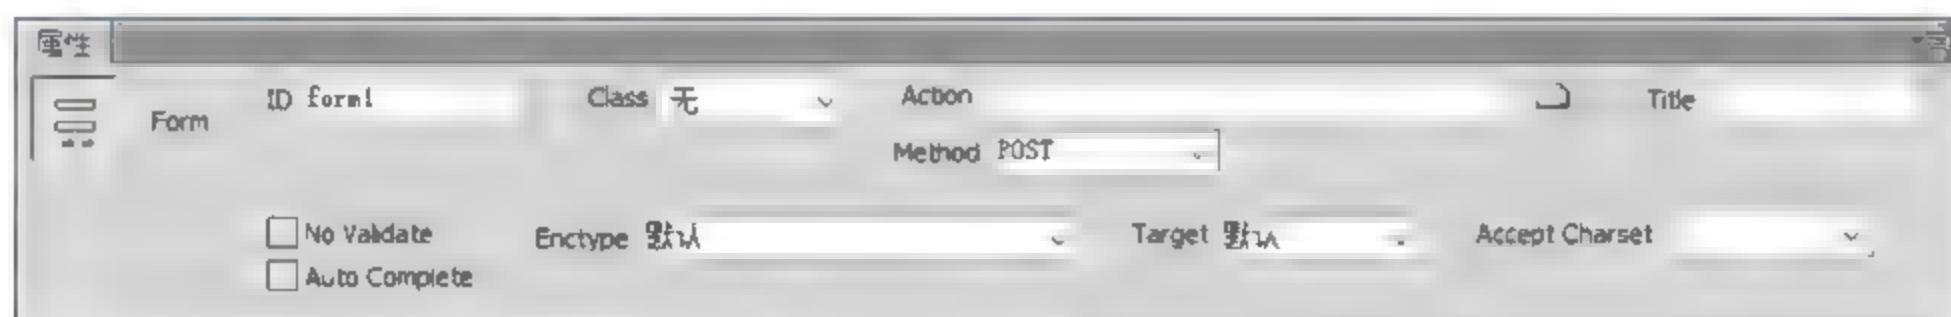 属性
ID form1 Class 无 Action Title
Form
Method POST
No Validate Enctype 默认 Target 默认 Accept Charset
Auto Complete